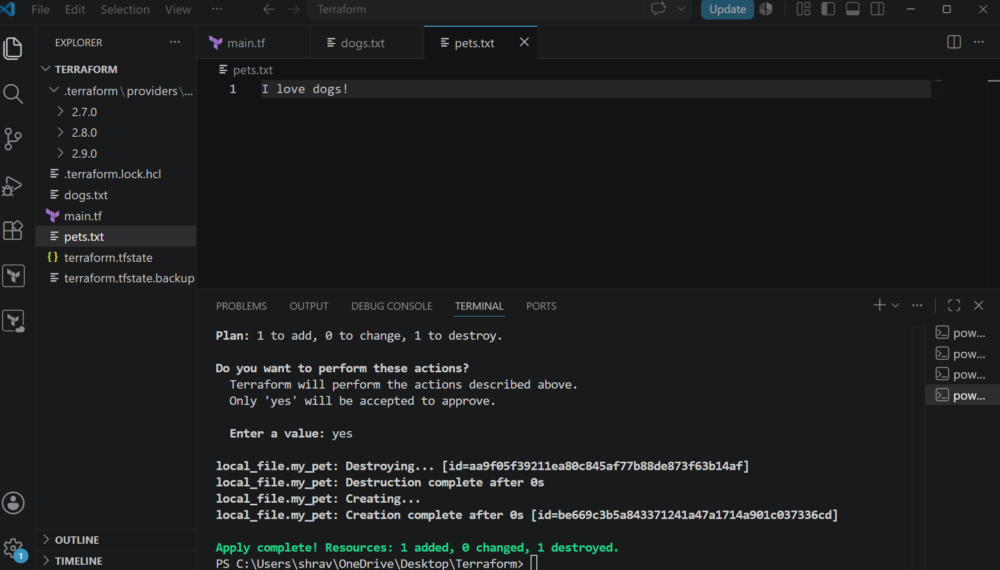 File Edit Selection View ··· Terraform Update
EXPLORER ···
main.tf dogs.txt pets.txt
TERRAFORM
.terraform\providers\...
2.7.0
2.8.0
2.9.0
.terraform.lock.hcl
dogs.txt
main.tf
pets.txt
{} terraform.tfstate
terraform.tfstate.backup
OUTLINE
TIMELINE
1
pets.txt
1 I love dogs!
PROBLEMS OUTPUT DEBUG CONSOLE TERMINAL PORTS
Plan: 1 to add, 0 to change, 1 to destroy.
Do you want to perform these actions?
Terraform will perform the actions described above.
Only 'yes' will be accepted to approve.
Enter a value: yes
local_file.my_pet: Destroying... [id=aa9f05f39211ea80c845af77b88de873f63b14af]
local_file.my_pet: Destruction complete after 0s
local_file.my_pet: Creating...
local_file.my_pet: Creation complete after 0s [id=be669c3b5a843371241a47a1714a901c037336cd]
Apply complete! Resources: 1 added, 0 changed, 1 destroyed.
PS C:\Users\shrav\OneDrive\Desktop\Terraform>
pow...
pow...
pow...
pow...